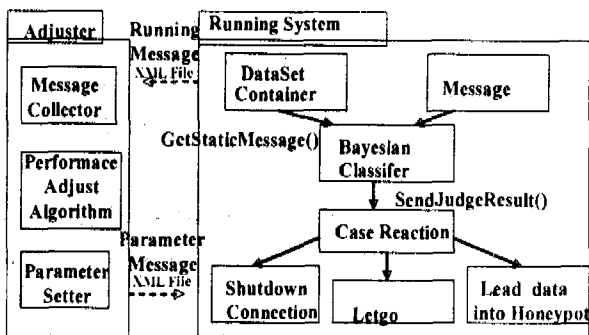 Adjuster
Running
Message
XML File
Running System
Message
Collector
Performace
Adjust
Algorithm
Parameter
Setter
Parameter
Message
XML File
DataSet
Container
Message
GetStaticMessage()
Bayesian
Classifer
SendJudgeResult()
Case Reaction
Shutdown
Connection
Letgo
Lead data
into Honeypot